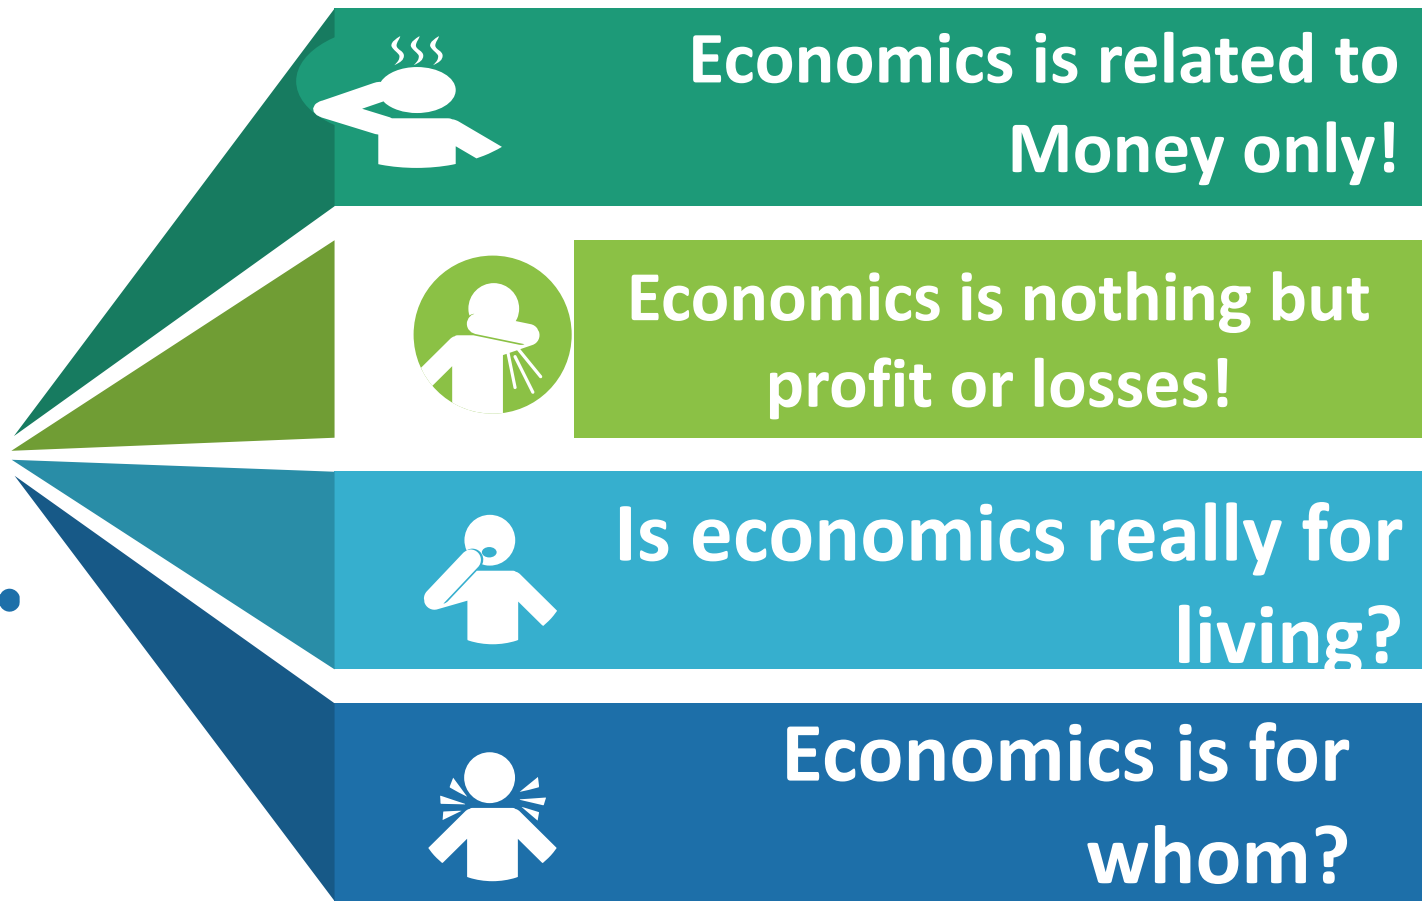 Economics is related to
Money only!
Economics is nothing but
profit or losses!
Is economics really for
living?
Economics is for
whom?